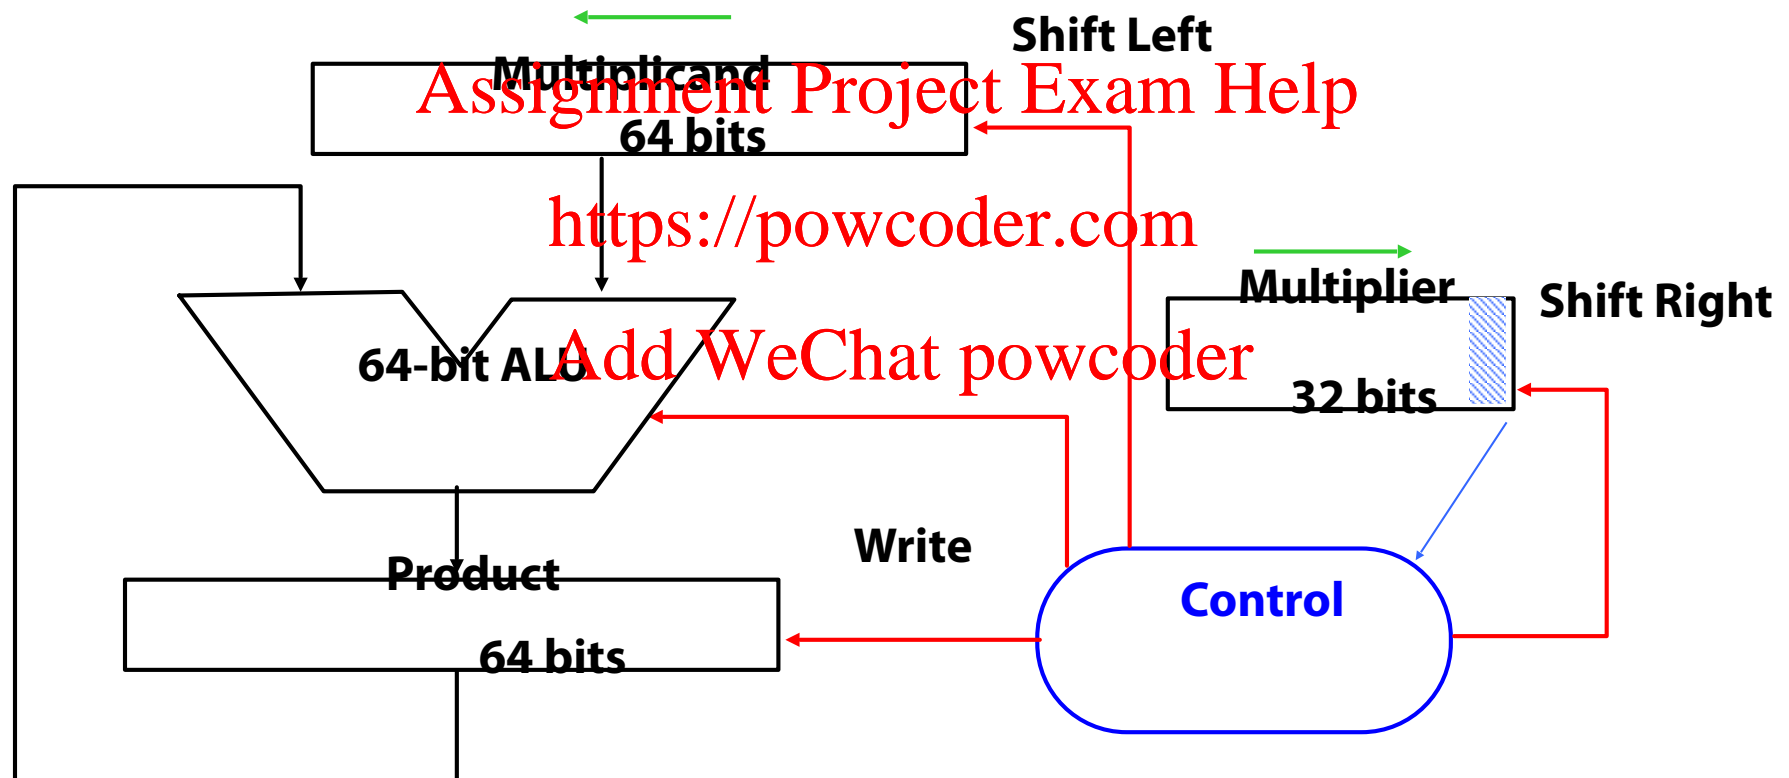 Shift Left
Multiplicand
Assignment Project Exam Help
64 bits
https://powcoder.com
Multiplier
Shift Right
64-bit ALU
Add WeChat powcoder
32 bits
Write
Product
Control
64 bits